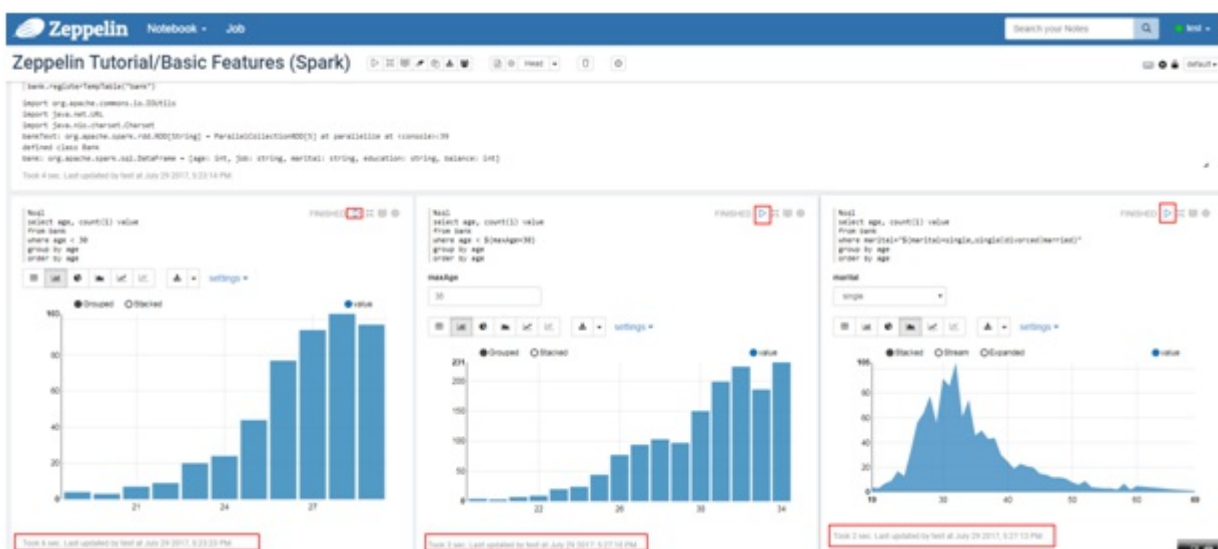 Zeppelin Notebook Job
Search your Notes
test
Zeppelin Tutorial/Basic Features (Spark)
Head
default
bank.registerTempTable("bank")
import org.apache.commons.io.IOUtils
import java.net.URL
import java.nio.charset.Charset
bankText: org.apache.spark.rdd.RDD[String] = ParallelCollectionRDD[5] at parallelize at <console>:39
defined class Bank
bank: org.apache.spark.sql.DataFrame = [age: int, job: string, marital: string, education: string, balance: int]
Took 4 sec. Last updated by test at July 29 2017, 5:23:14 PM.
%sql
select age, count(1) value
from bank
where age < 30
group by age
order by age
FINISHED
settings
Grouped Stacked
value
103.
80
60
40
20
0
21 24 27
Took 6 sec. Last updated by test at July 29 2017, 5:23:23 PM.
%sql
select age, count(1) value
from bank
where age < ${maxAge=30}
group by age
order by age
FINISHED
maxAge
35
settings
Grouped Stacked
value
231.
200
150
100
50
0
22 26 30 34
Took 3 sec. Last updated by test at July 29 2017, 5:27:10 PM.
%sql
select age, count(1) value
from bank
where marital="${marital=single,single|divorced|married}"
group by age
order by age
FINISHED
marital
single
settings
Stacked Stream Expanded
value
80
60
40
20
0
19 30 40 50 60 69
Took 2 sec. Last updated by test at July 29 2017, 5:27:13 PM.